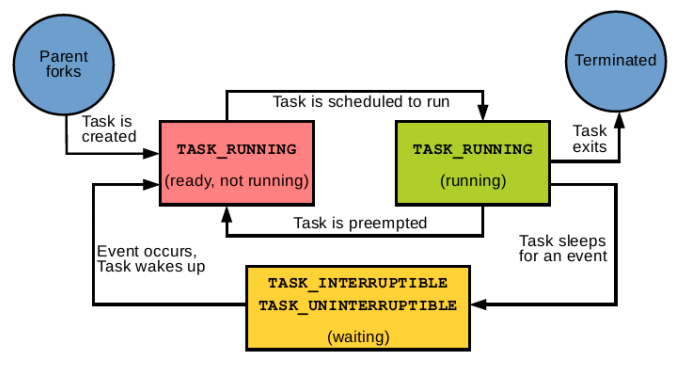 Parent
forks
Terminated
Task is scheduled to run
Task is
created
TASK_RUNNING
(ready, not running)
TASK_RUNNING
(running)
Task
exits
Task is preempted
Event occurs,
Task wakes up
Task sleeps
for an event
TASK_INTERRUPTIBLE
TASK_UNINTERRUPTIBLE
(waiting)